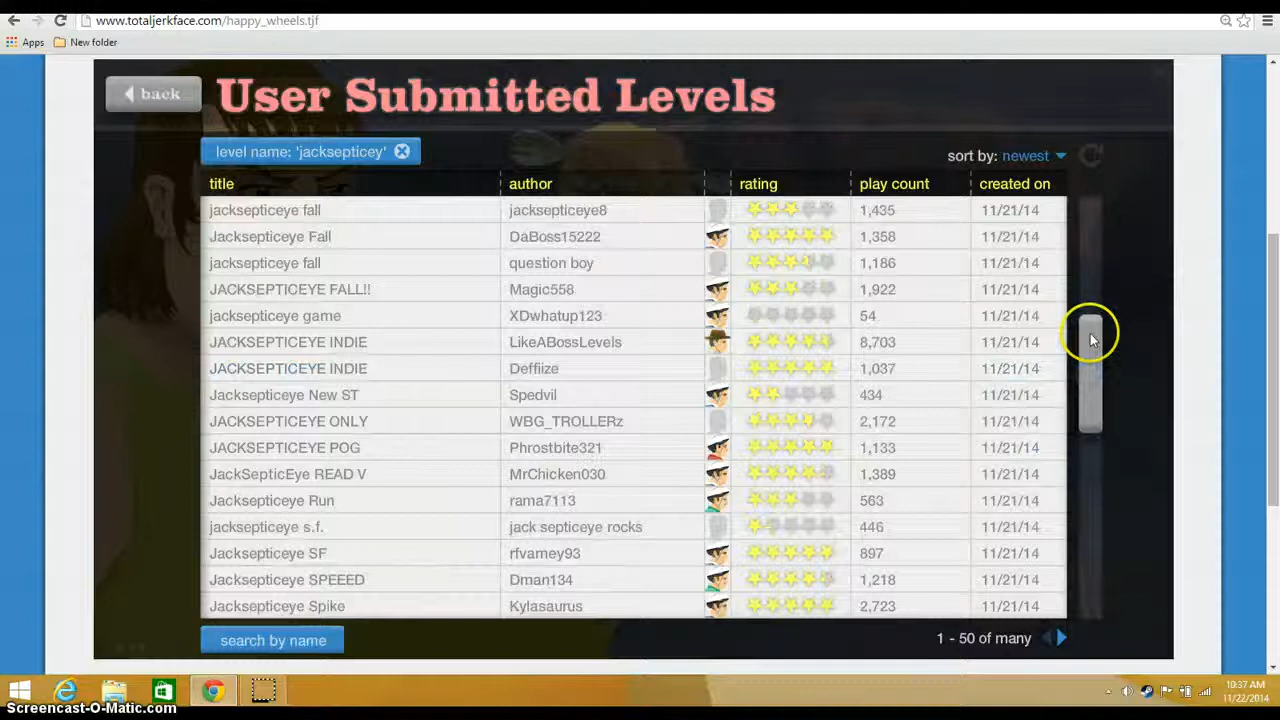 www.totaljerkface.com/happy_wheels.tjf
Apps New folder
back User Submitted Levels
level name: 'jacksepticey' sort by: newest
title author rating play count created on
jacksepticeye fall jacksepticeye8 1,435 11/21/14
Jacksepticeye Fall DaBoss15222 1,358 11/21/14
jacksepticeye fall question boy 1,186 11/21/14
JACKSEPTICEYE FALL!! Magic558 1,922 11/21/14
jacksepticeye game XDwhatup123 54 11/21/14
JACKSEPTICEYE INDIE LikeABossLevels 8,703 11/21/14
JACKSEPTICEYE INDIE Deffiize 1,037 11/21/14
Jacksepticeye New ST Spedvil 434 11/21/14
JACKSEPTICEYE ONLY WBG_TROLLERz 2,172 11/21/14
JACKSEPTICEYE POG Phrostbite321 1,133 11/21/14
JackSepticEye READ V MrChicken030 1,389 11/21/14
Jacksepticeye Run rama7113 563 11/21/14
jacksepticeye s.f. jack septiceye rocks 446 11/21/14
Jacksepticeye SF rfvamey93 897 11/21/14
Jacksepticeye SPEEED Dman134 1,218 11/21/14
Jacksepticeye Spike Kylasaurus 2,723 11/21/14
search by name 1 - 50 of many
10:37 AM
11/22/2014
Screencast-O-Matic.com